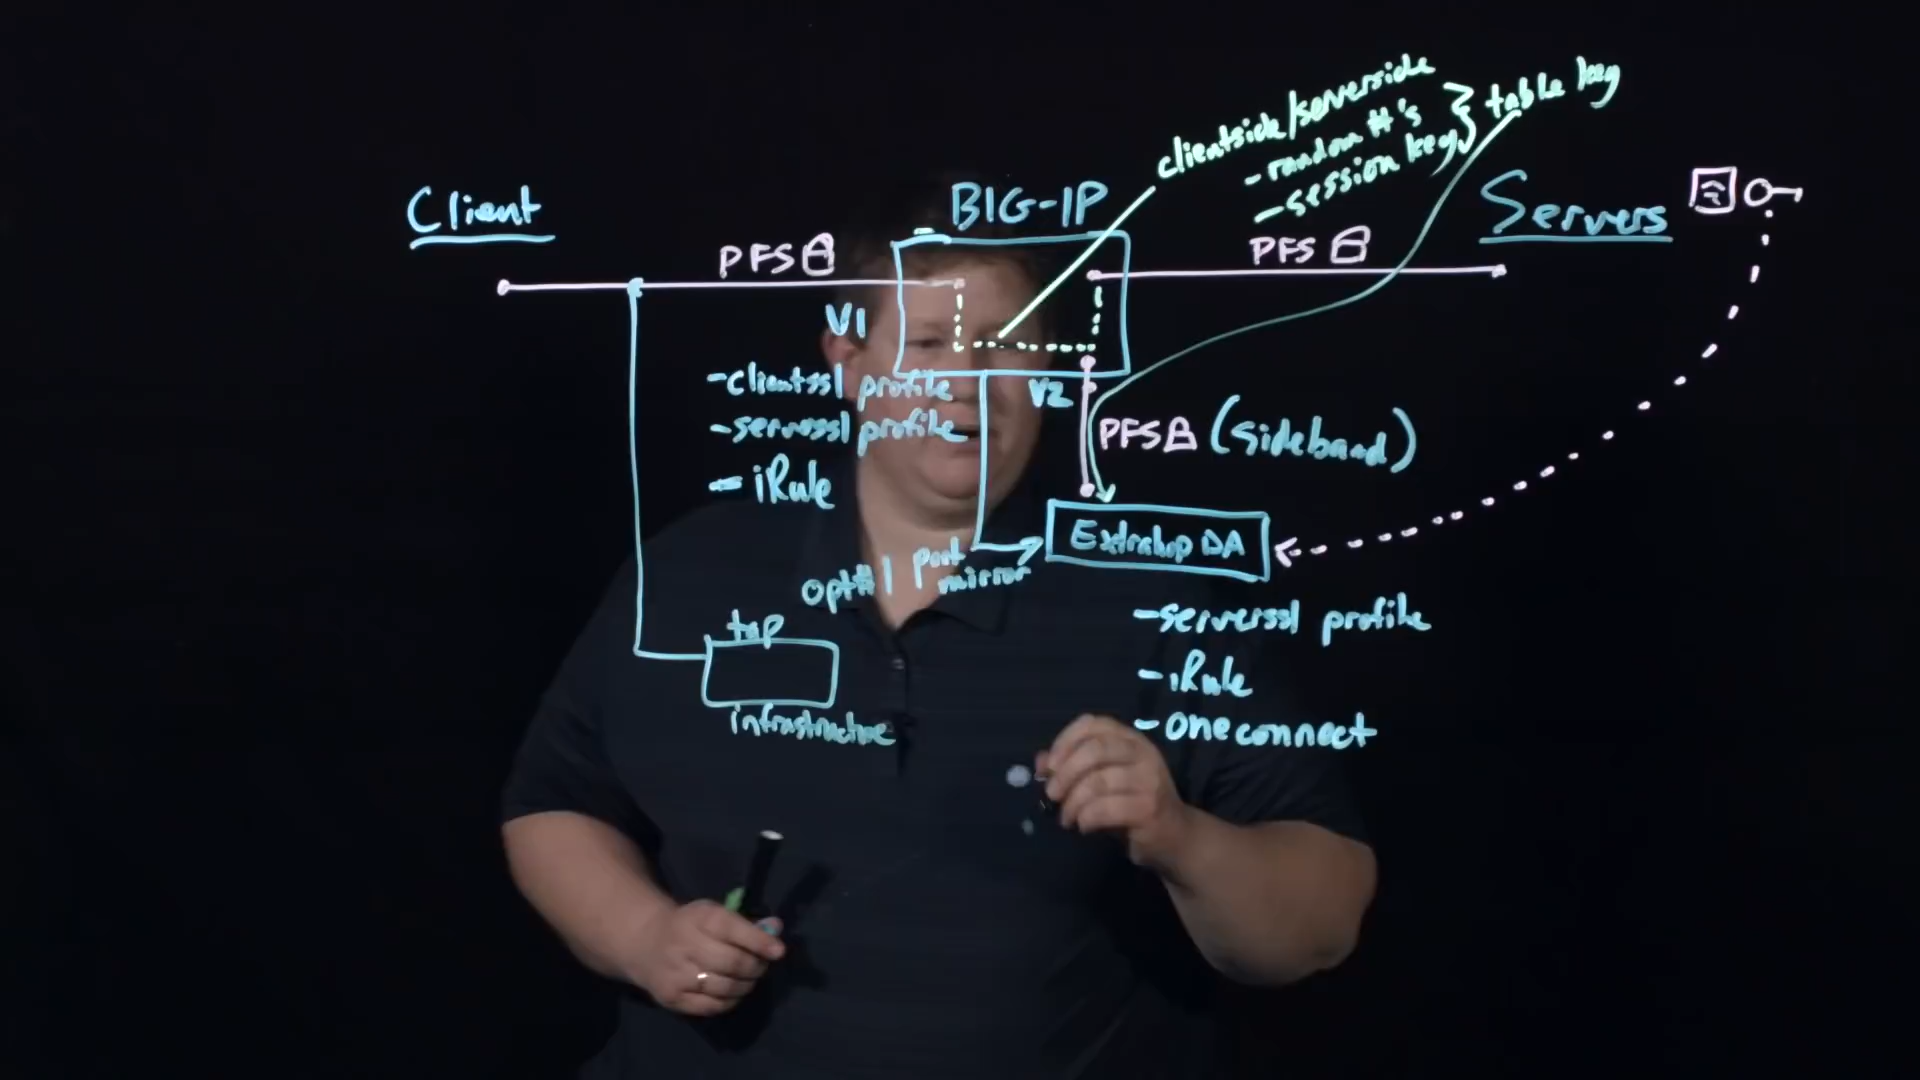 clientside/serverside
- random #'s
- session key
table key
Client
BIG-IP
Servers
PFS
PFS
V1
- clientssl profile
- serverssl profile
- iRule
V2
PFS (sideband)
Extrahop DA
opt#1 port mirror
- serverssl profile
- iRule
- oneconnect
tap
infrastructure